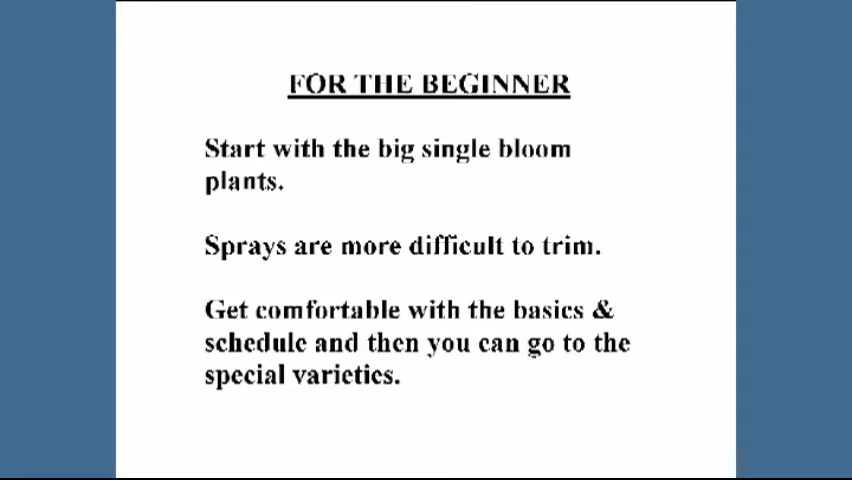 FOR THE BEGINNER
Start with the big single bloom
plants.
Sprays are more difficult to trim.
Get comfortable with the basics &
schedule and then you can go to the
special varieties.